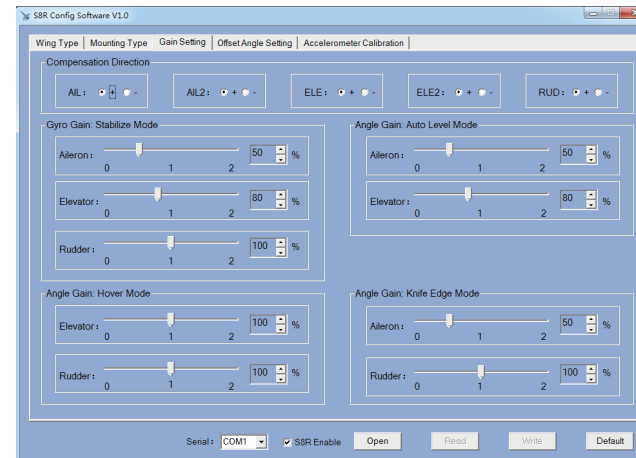 S8R Config Software V1.0
Wing Type Mounting Type Gain Setting Offset Angle Setting Accelerometer Calibration
Compensation Direction
AIL: + - AIL2: + - ELE: + - ELE2: + - RUD: + -
Gyro Gain: Stabilize Mode
Aileron: 50 %
0 1 2
Elevator: 80 %
0 1 2
Rudder: 100 %
0 1 2
Angle Gain: Auto Level Mode
Aileron: 50 %
0 1 2
Elevator: 80 %
0 1 2
Angle Gain: Hover Mode
Elevator: 100 %
0 1 2
Rudder: 100 %
0 1 2
Angle Gain: Knife Edge Mode
Aileron: 50 %
0 1 2
Rudder: 100 %
0 1 2
Serial: COM1 S8R Enable Open Read Write Default